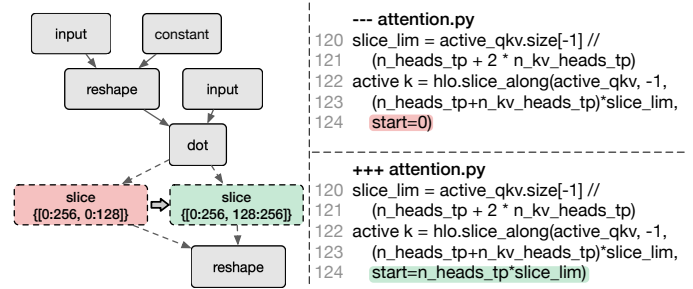 input
constant
reshape
input
dot
slice
{[0:256, 0:128]}
slice
{[0:256, 128:256]}
reshape
--- attention.py
120 slice_lim = active_qkv.size[-1] //
121 (n_heads_tp + 2 * n_kv_heads_tp)
122 active k = hlo.slice_along(active_qkv, -1,
123 (n_heads_tp+n_kv_heads_tp)*slice_lim,
124 start=0)
+++ attention.py
120 slice_lim = active_qkv.size[-1] //
121 (n_heads_tp + 2 * n_kv_heads_tp)
122 active k = hlo.slice_along(active_qkv, -1,
123 (n_heads_tp+n_kv_heads_tp)*slice_lim,
124 start=n_heads_tp*slice_lim)